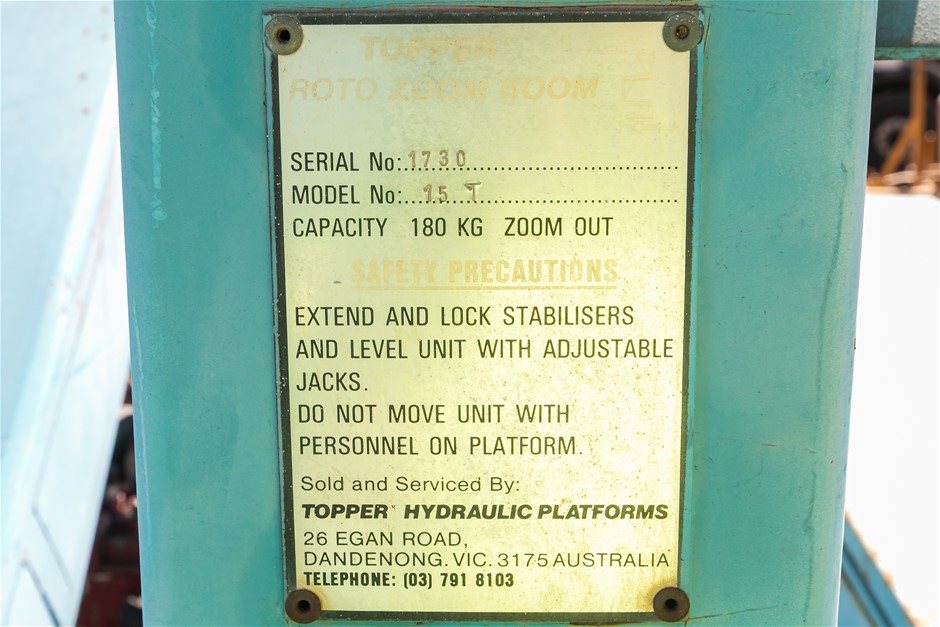 TOPPER
ROTO ZOOM BOOM
SERIAL No:..1730..............................
MODEL No:...15..T..............................
CAPACITY 180 KG ZOOM OUT
SAFETY PRECAUTIONS
EXTEND AND LOCK STABILISERS
AND LEVEL UNIT WITH ADJUSTABLE
JACKS.
DO NOT MOVE UNIT WITH
PERSONNEL ON PLATFORM.
Sold and Serviced By:
TOPPER HYDRAULIC PLATFORMS
26 EGAN ROAD,
DANDENONG. VIC. 3175 AUSTRALIA
TELEPHONE: (03) 791 8103